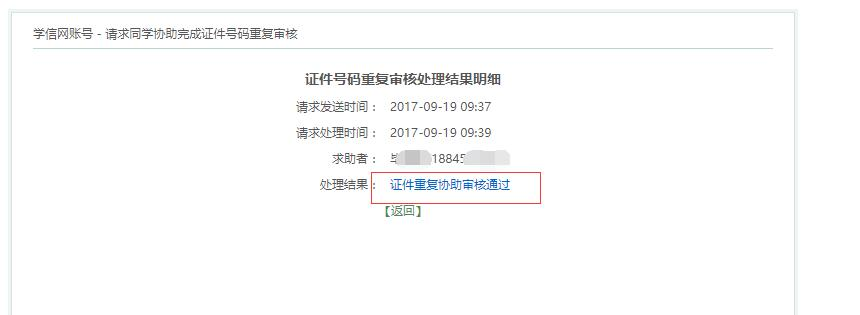 学信网账号 - 请求同学协助完成证件号码重复审核
证件号码重复审核处理结果明细
请求发送时间： 2017-09-19 09:37
请求处理时间： 2017-09-19 09:39
求助者： 18845
处理结果： 证件重复协助审核通过
【返回】